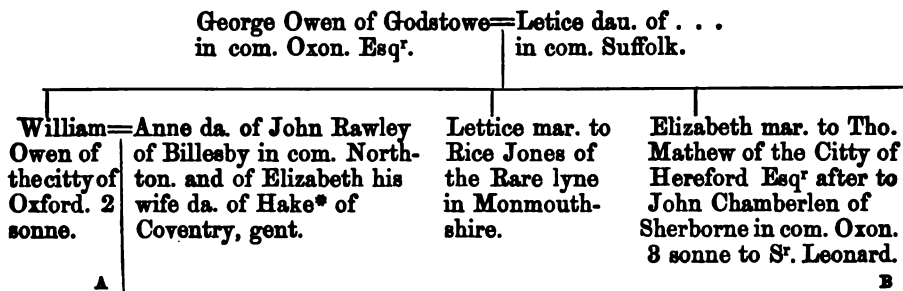 George Owen of Godstowe=Letice dau. of . . .
in com. Oxon. Esqʳ. in com. Suffolk.
William=Anne da. of John Rawley
Owen of of Billesby in com. North-
the citty of ton. and of Elizabeth his
Oxford. 2 wife da. of Hake* of
sonne. Coventry, gent.
A
Lettice mar. to
Rice Jones of
the Rare lyne
in Monmouth-
shire.
Elizabeth mar. to Tho.
Mathew of the Citty of
Hereford Esqʳ after to
John Chamberlen of
Sherborne in com. Oxon.
3 sonne to Sʳ. Leonard.
B